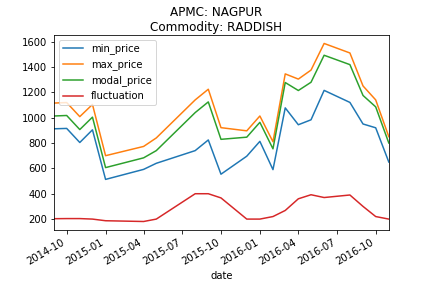 APMC: NAGPUR
Commodity: RADDISH
min_price
max_price
modal_price
fluctuation
1600
1400
1200
1000
800
600
400
200
2014-10
2015-01
2015-04
2015-07
2015-10
2016-01
2016-04
2016-07
2016-10
date